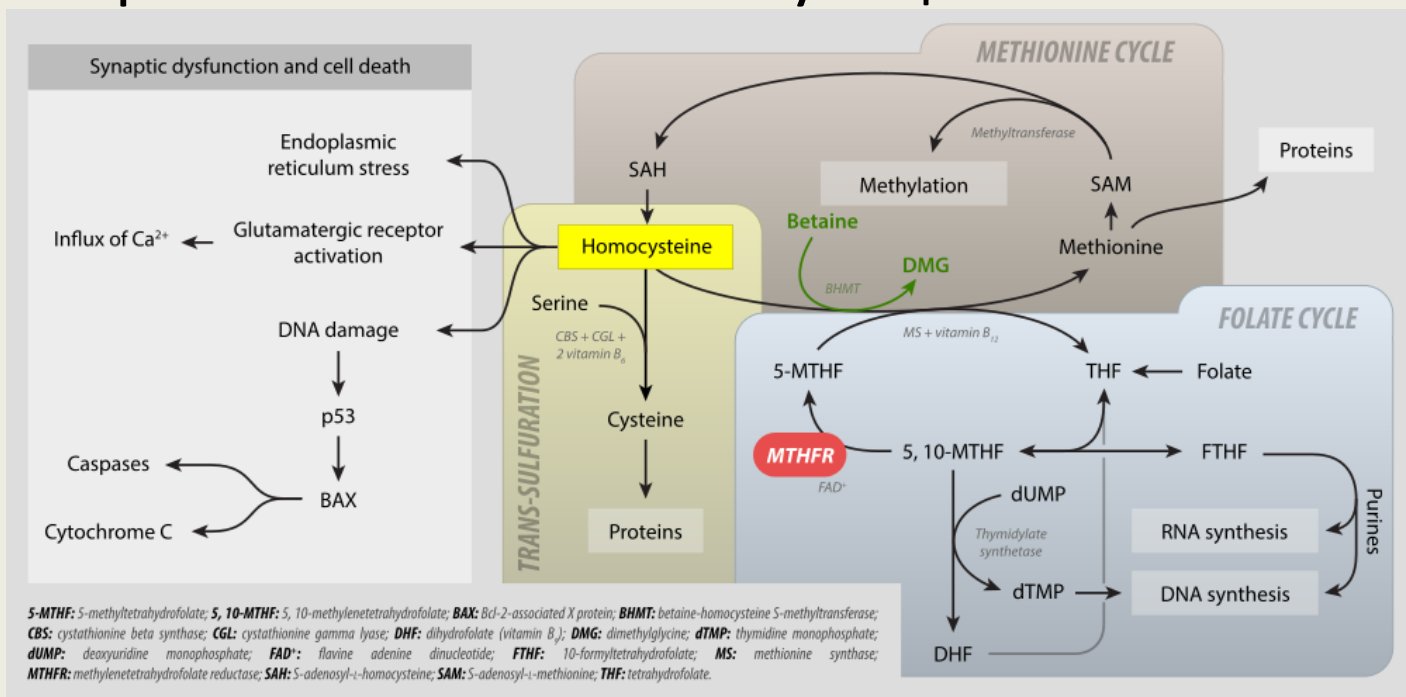 METHIONINE CYCLE
Synaptic dysfunction and cell death
Endoplasmic
reticulum stress
Influx of Ca²⁺
Glutamatergic receptor
activation
DNA damage
p53
Caspases
BAX
Cytochrome C
SAH
Methyltransferase
Methylation
SAM
Proteins
Betaine
Homocysteine
DMG
Methionine
BHMT
Serine
CBS + CGL +
2 vitamin B₆
TRANS-SULFURATION
Cysteine
Proteins
FOLATE CYCLE
MS + vitamin B₁₂
5-MTHF
THF
Folate
MTHFR
FAD⁺
5, 10-MTHF
FTHF
dUMP
Thymidylate
synthetase
dTMP
DHF
Purines
RNA synthesis
DNA synthesis
5-MTHF: 5-methyltetrahydrofolate; 5, 10-MTHF: 5, 10-methylenetetrahydrofolate; BAX: Bcl-2-associated X protein; BHMT: betaine-homocysteine S-methyltransferase;
CBS: cystathionine beta synthase; CGL: cystathionine gamma lyase; DHF: dihydrofolate (vitamin B₉); DMG: dimethylglycine; dTMP: thymidine monophosphate;
dUMP: deoxyuridine monophosphate; FAD⁺: flavine adenine dinucleotide; FTHF: 10-formyltetrahydrofolate; MS: methionine synthase;
MTHFR: methylenetetrahydrofolate reductase; SAH: S-adenosyl-L-homocysteine; SAM: S-adenosyl-L-methionine; THF: tetrahydrofolate.